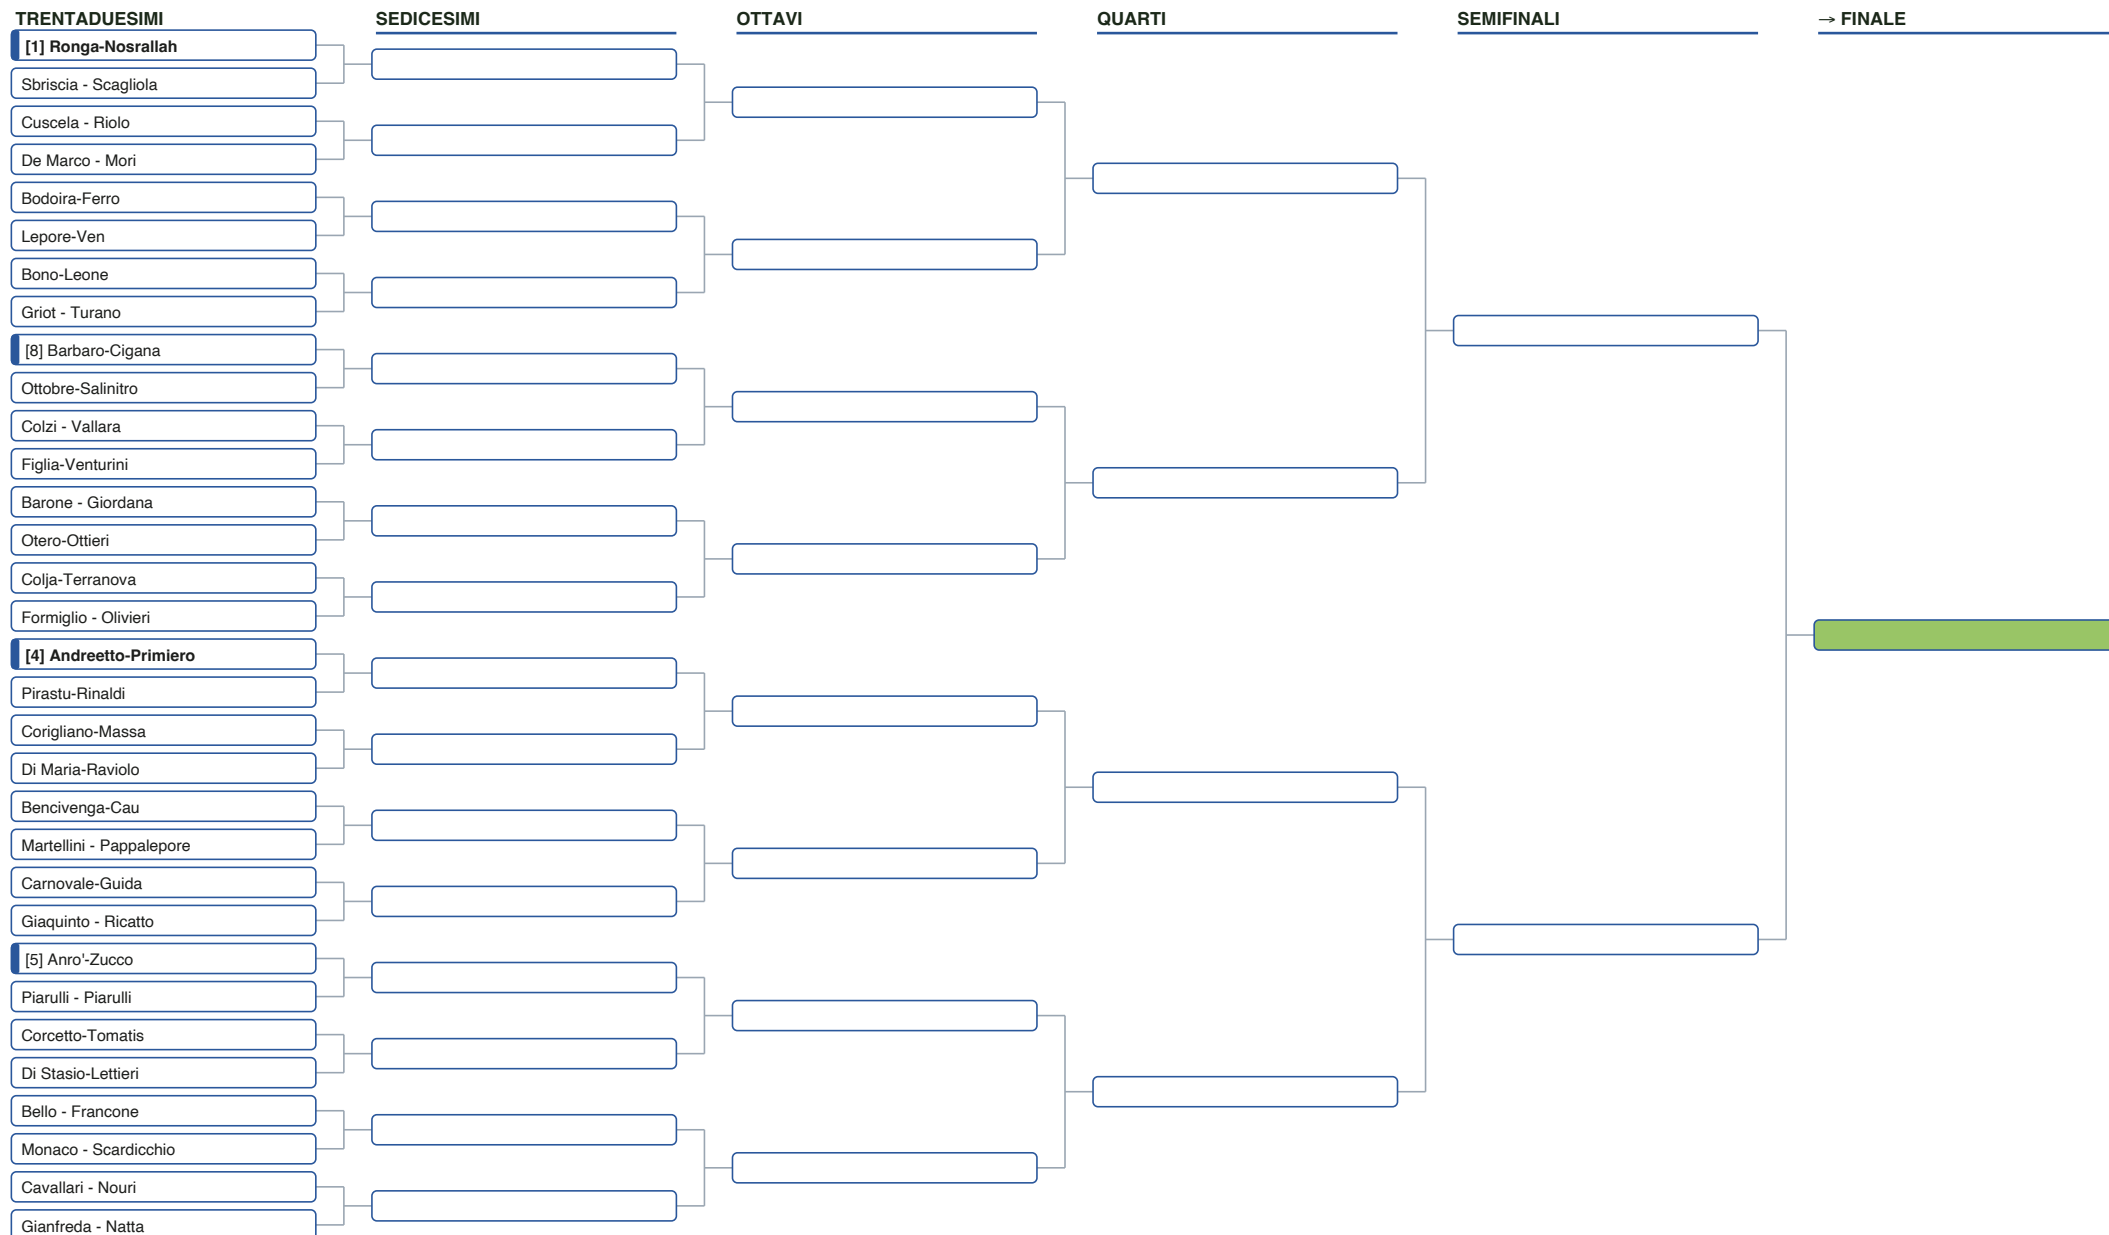 TRENTADUESIMI SEDICESIMI OTTAVI QUARTI SEMIFINALI → FINALE
[1] Ronga-Nosrallah
Sbriscia - Scagliola
Cuscela - Riolo
De Marco - Mori
Bodoira-Ferro
Lepore-Ven
Bono-Leone
Griot - Turano
[8] Barbaro-Cigana
Ottobre-Salinitro
Colzi - Vallara
Figlia-Venturini
Barone - Giordana
Otero-Ottieri
Colja-Terranova
Formiglio - Olivieri
[4] Andreetto-Primiero
Pirastu-Rinaldi
Corigliano-Massa
Di Maria-Raviolo
Bencivenga-Cau
Martellini - Pappalepore
Carnovale-Guida
Giaquinto - Ricatto
[5] Anro'-Zucco
Piarulli - Piarulli
Corcetto-Tomatis
Di Stasio-Lettieri
Bello - Francone
Monaco - Scardicchio
Cavallari - Nouri
Gianfreda - Natta